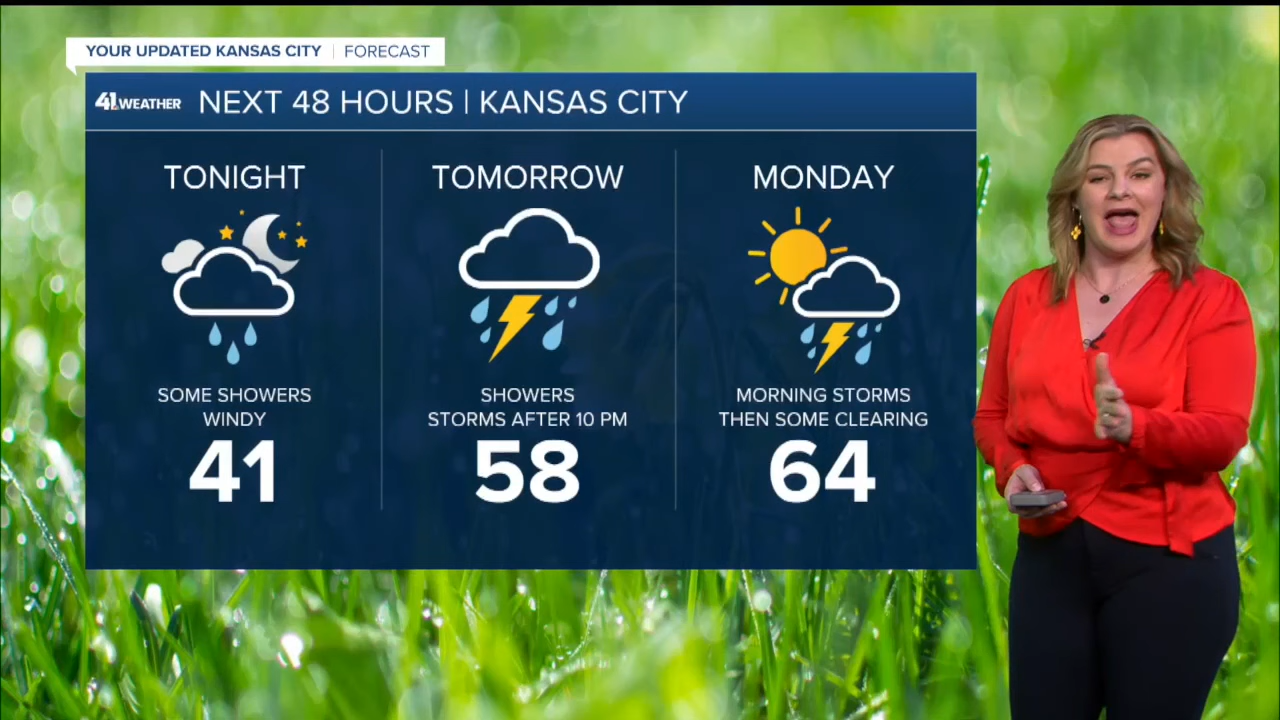 YOUR UPDATED KANSAS CITY | FORECAST
41 WEATHER NEXT 48 HOURS | KANSAS CITY
TONIGHT
SOME SHOWERS
WINDY
41
TOMORROW
SHOWERS
STORMS AFTER 10 PM
58
MONDAY
MORNING STORMS
THEN SOME CLEARING
64